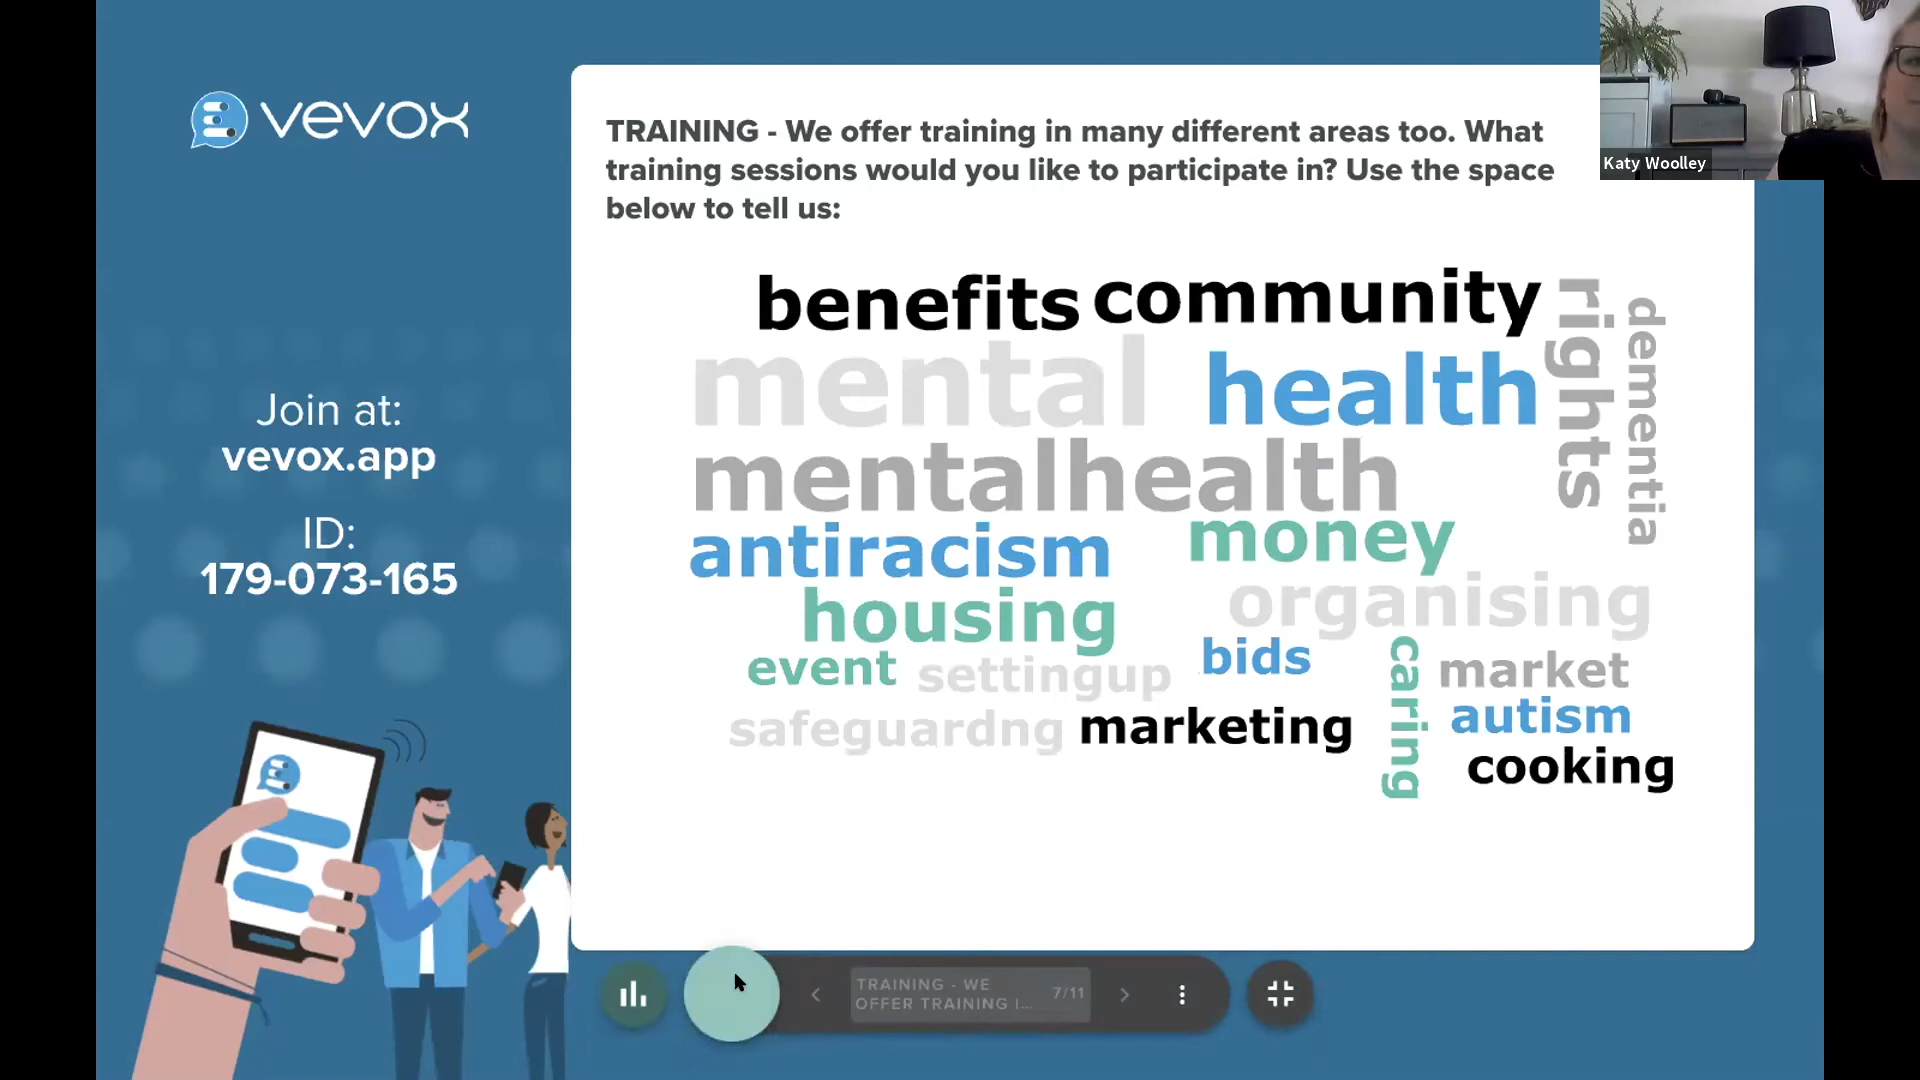 vevox
Join at:
vevox.app
ID:
179-073-165
TRAINING - We offer training in many different areas too. What
training sessions would you like to participate in? Use the space
below to tell us:
benefits community
rights
dementia
mental health
mentalhealth
antiracism money
housing organising
event settingup bids
caring
market
safeguardng marketing
autism
cooking
TRAINING - WE
OFFER TRAINING I...
7/11
Katy Woolley